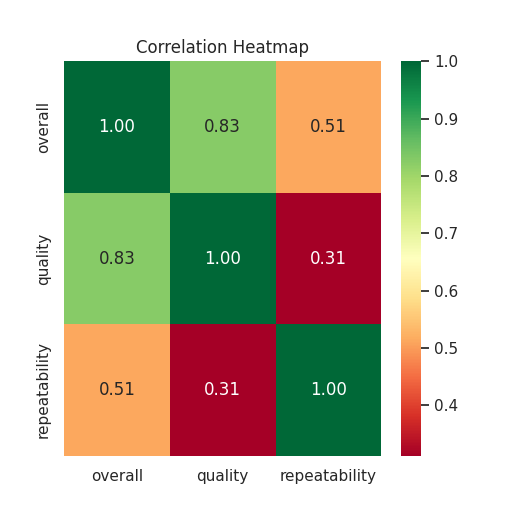 Correlation Heatmap
overall 1.00 0.83 0.51
quality 0.83 1.00 0.31
repeatability 0.51 0.31 1.00
overall quality repeatability
1.0
0.9
0.8
0.7
0.6
0.5
0.4